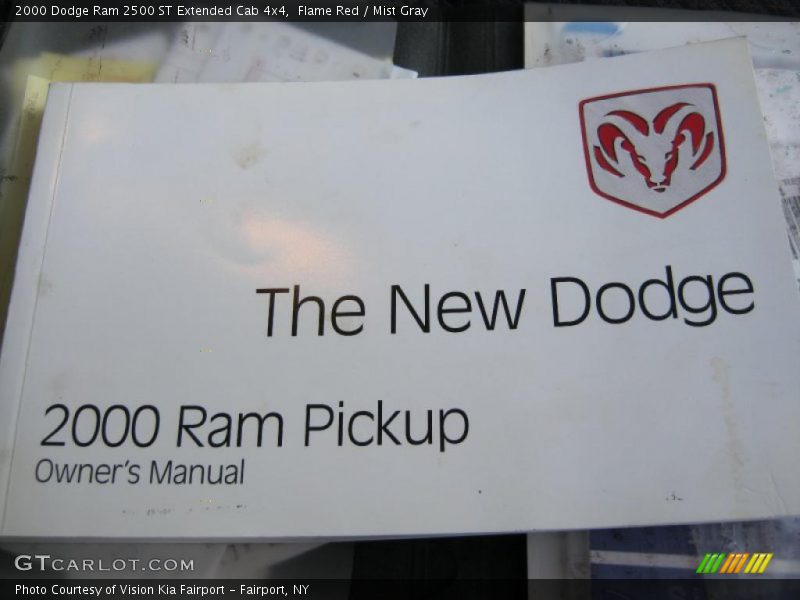 2000 Dodge Ram 2500 ST Extended Cab 4x4,  Flame Red / Mist Gray
The New Dodge
2000 Ram Pickup
Owner's Manual
GTCARLOT.COM
Photo Courtesy of Vision Kia Fairport - Fairport, NY